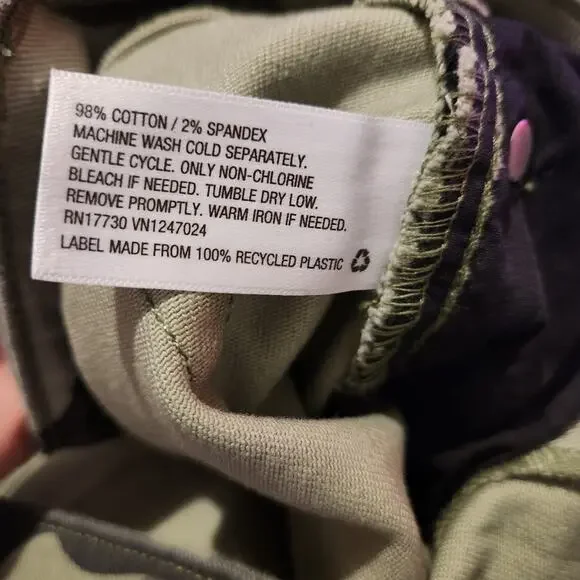 98% COTTON / 2% SPANDEX
MACHINE WASH COLD SEPARATELY.
GENTLE CYCLE. ONLY NON-CHLORINE
BLEACH IF NEEDED. TUMBLE DRY LOW.
REMOVE PROMPTLY. WARM IRON IF NEEDED.
RN17730 VN1247024
LABEL MADE FROM 100% RECYCLED PLASTIC